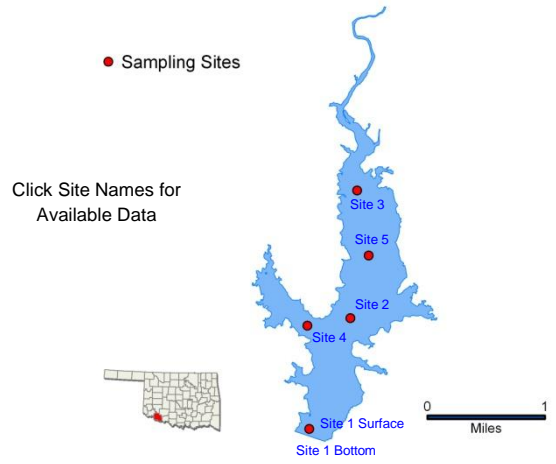 Sampling Sites
Click Site Names for
Available Data
Site 3
Site 5
Site 2
Site 4
Site 1 Surface
Site 1 Bottom
0 1
Miles